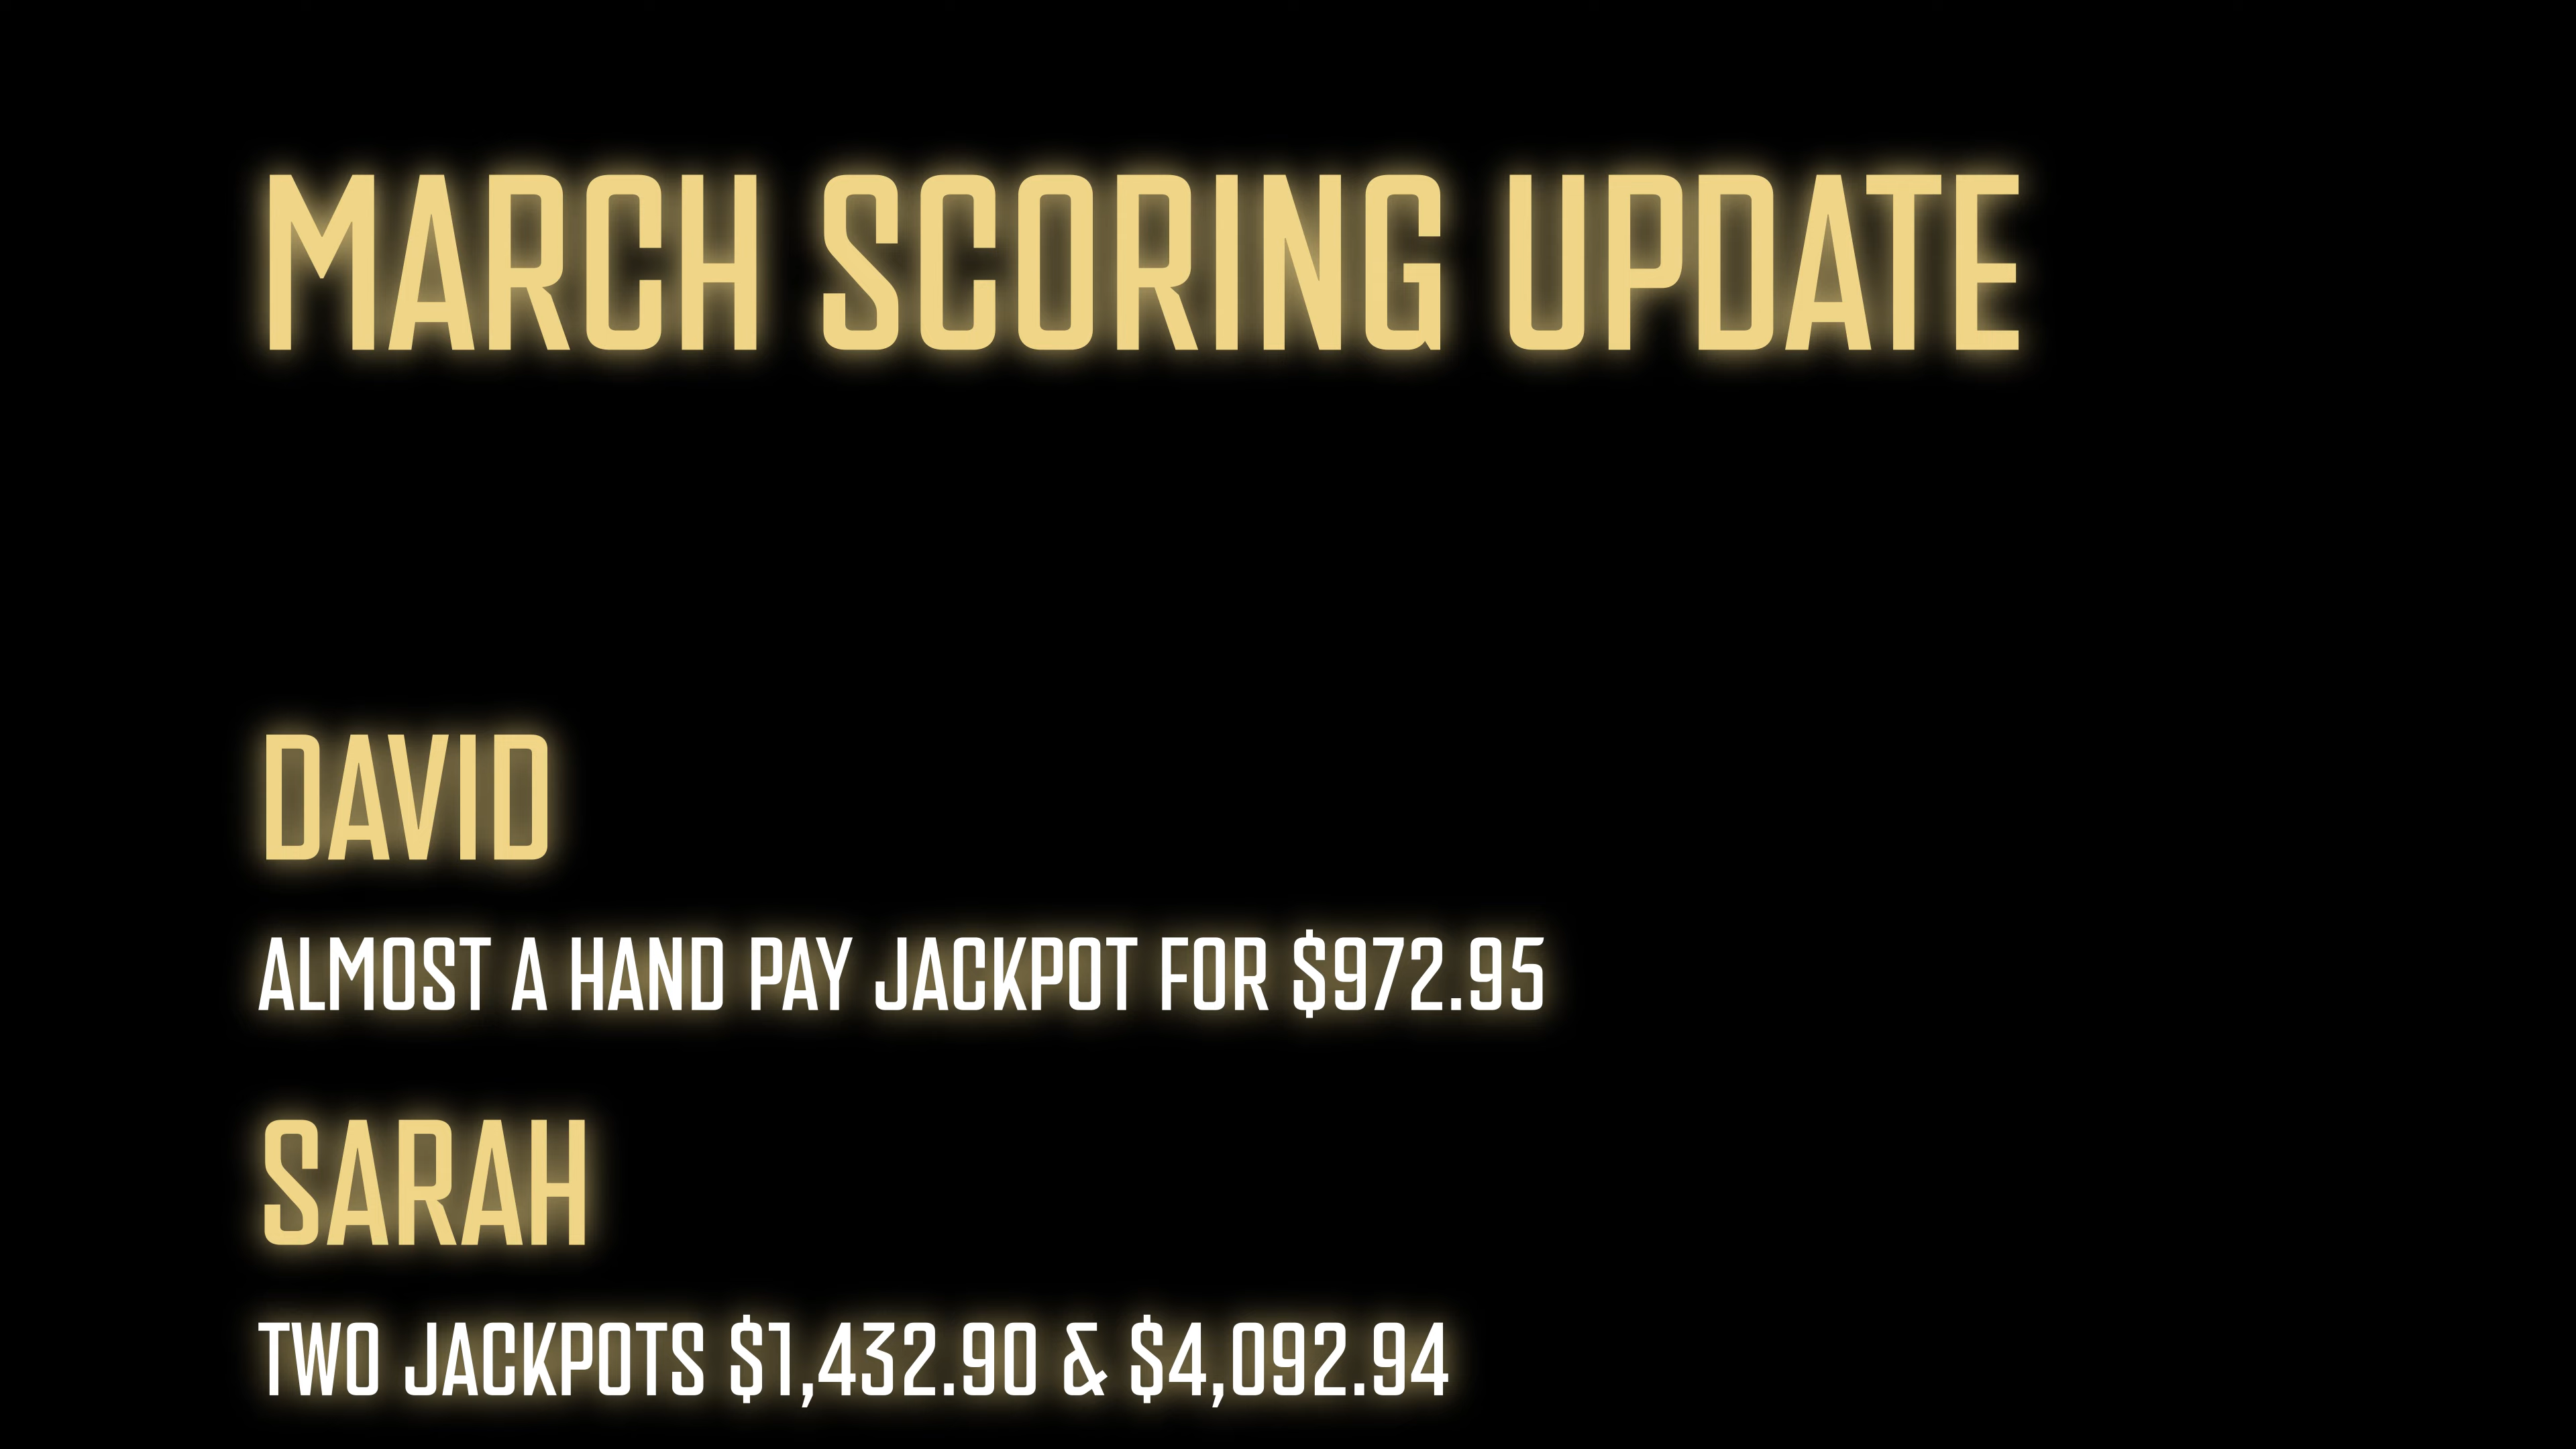 MARCH SCORING UPDATE
DAVID
ALMOST A HAND PAY JACKPOT FOR $972.95
SARAH
TWO JACKPOTS $1,432.90 & $4,092.94